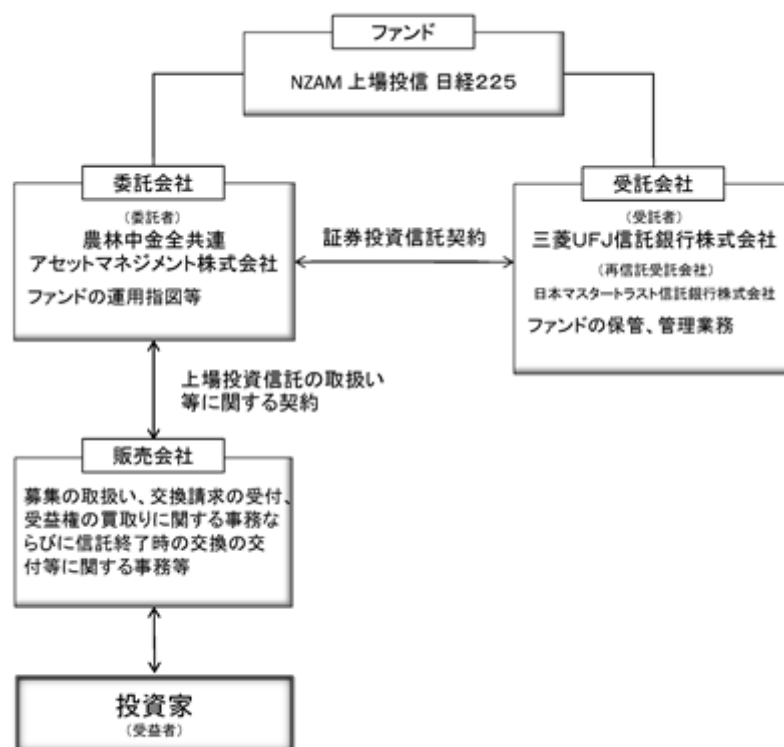 ファンド
NZAM 上場投信 日経225
委託会社
（委託者）
農林中金全共連
アセットマネジメント株式会社
ファンドの運用指図等
証券投資信託契約
受託会社
（受託者）
三菱UFJ信託銀行株式会社
（再信託受託会社）
日本マスタートラスト信託銀行株式会社
ファンドの保管、管理業務
上場投資信託の取扱い
等に関する契約
販売会社
募集の取扱い、交換請求の受付、
受益権の買取りに関する事務な
らびに信託終了時の交換の交
付等に関する事務等
投資家
（受益者）